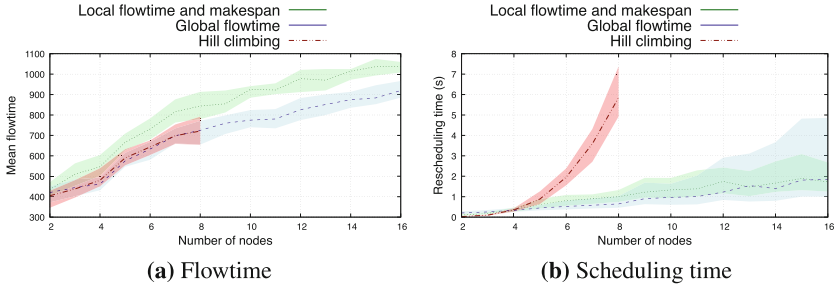 Local flowtime and makespan
Global flowtime
Hill climbing
1100
1000
900
800
700
600
500
400
300
2 4 6 8 10 12 14 16
Mean flowtime
Number of nodes
(a) Flowtime
Local flowtime and makespan
Global flowtime
Hill climbing
8
7
6
5
4
3
2
1
0
2 4 6 8 10 12 14 16
Rescheduling time (s)
Number of nodes
(b) Scheduling time